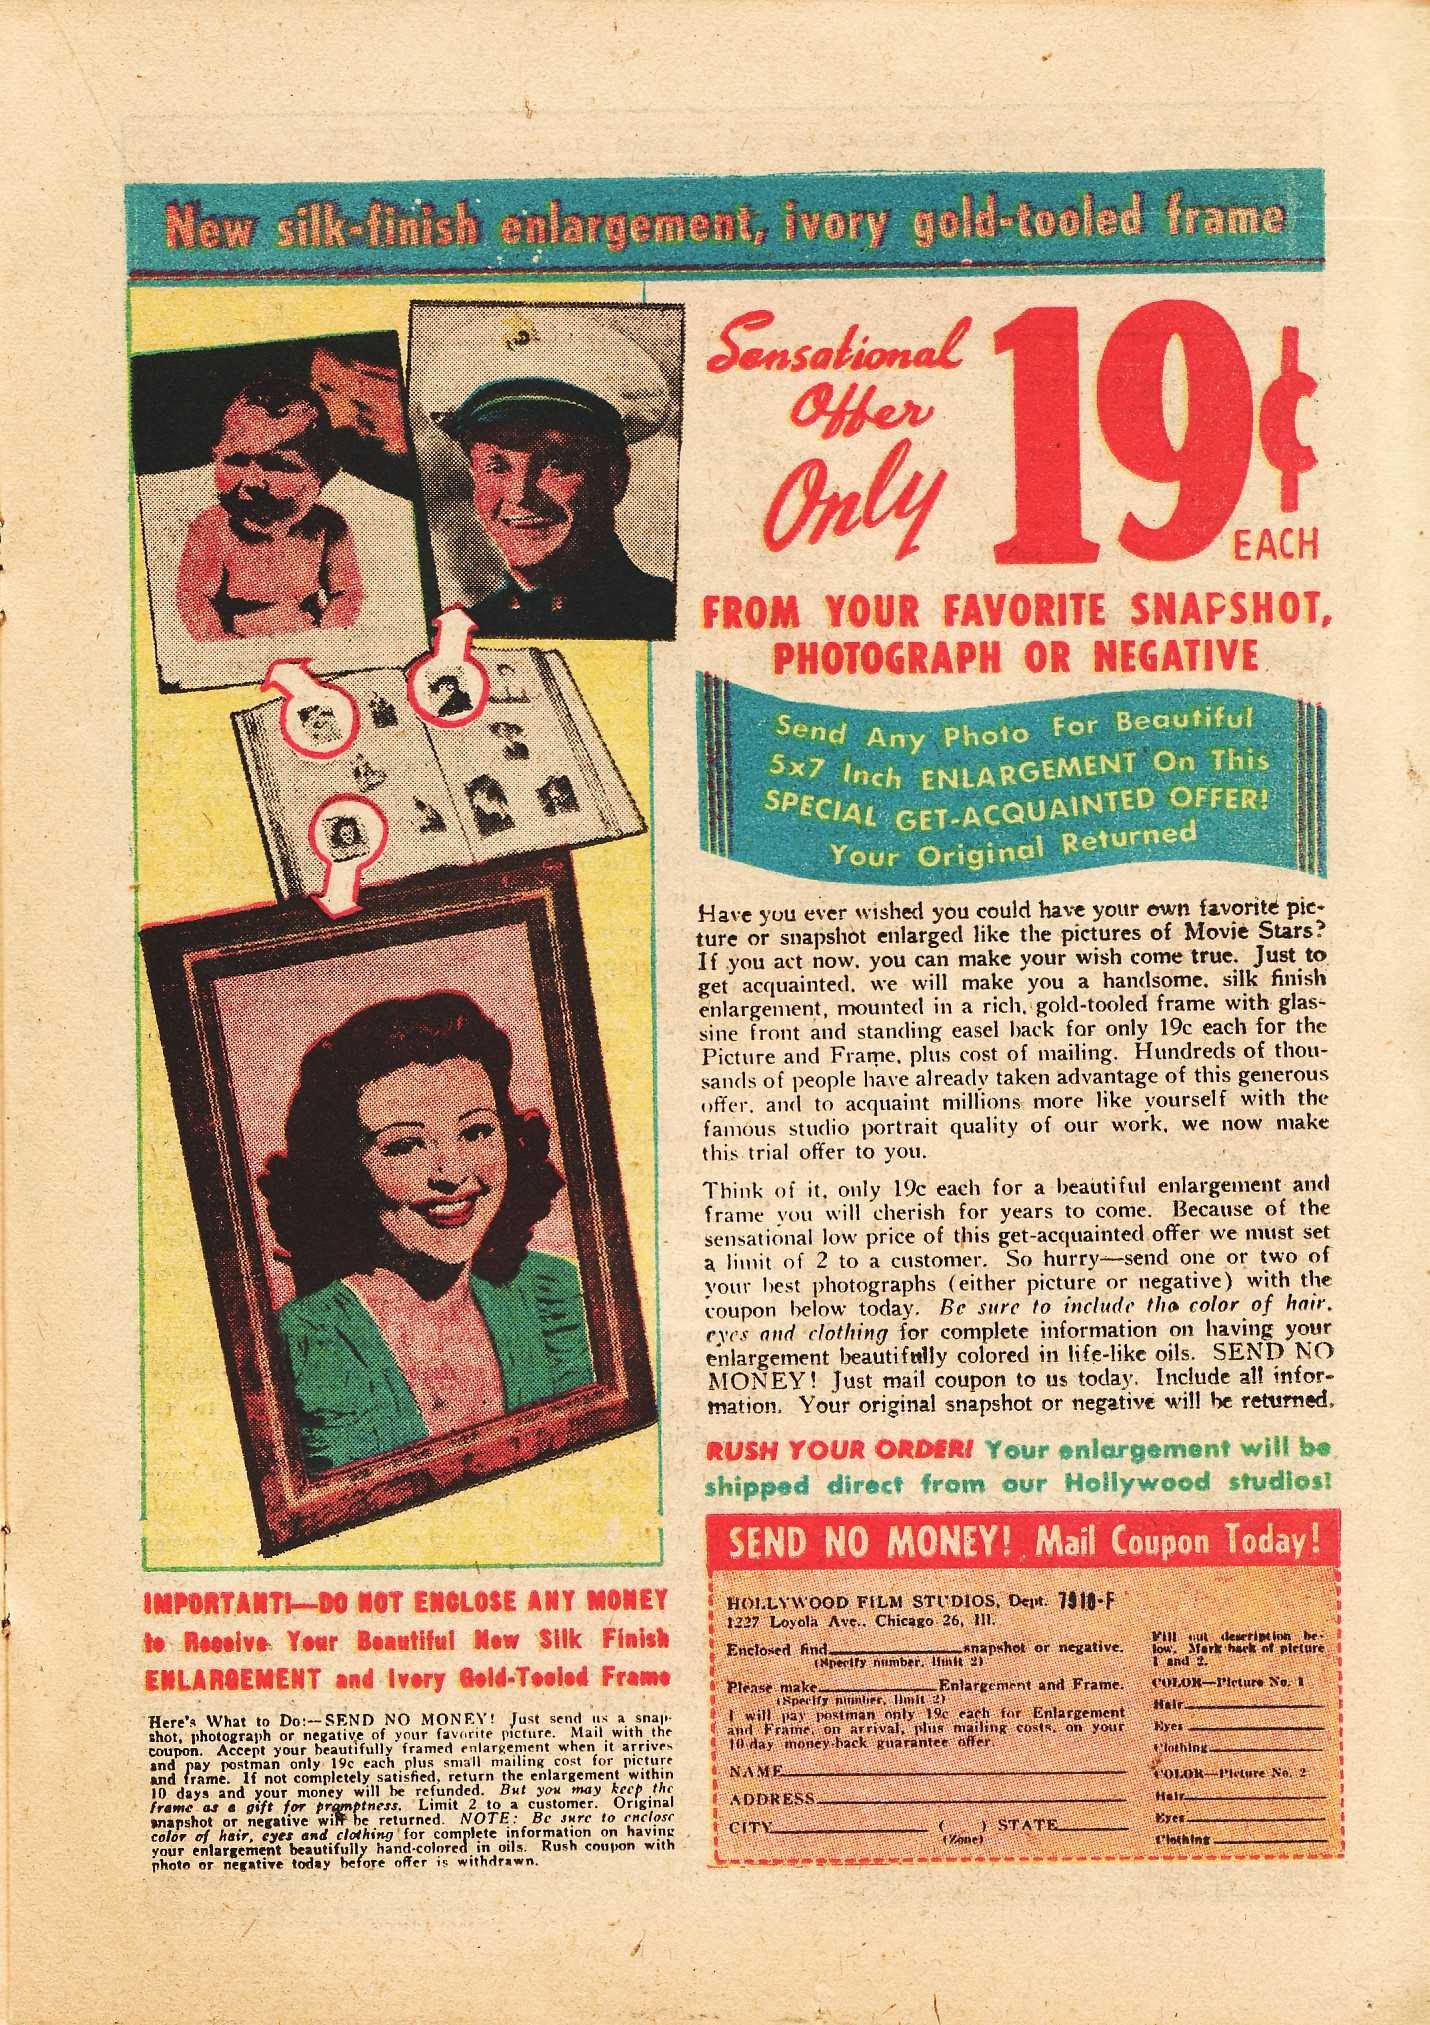 New silk-finish enlargement, ivory gold-tooled frame
Sensational
Offer
Only
19¢
EACH
FROM YOUR FAVORITE SNAPSHOT,
PHOTOGRAPH OR NEGATIVE
Send Any Photo For Beautiful
5x7 Inch ENLARGEMENT On This
SPECIAL GET-ACQUAINTED OFFER!
Your Original Returned
Have you ever wished you could have your own favorite pic-
ture or snapshot enlarged like the pictures of Movie Stars?
If you act now, you can make your wish come true. Just to
get acquainted, we will make you a handsome, silk finish
enlargement, mounted in a rich, gold-tooled frame with glas-
sine front and standing easel back for only 19c each for the
Picture and Frame, plus cost of mailing. Hundreds of thou-
sands of people have already taken advantage of this generous
offer, and to acquaint millions more like yourself with the
famous studio portrait quality of our work, we now make
this trial offer to you.
Think of it, only 19c each for a beautiful enlargement and
frame you will cherish for years to come. Because of the
sensational low price of this get-acquainted offer we must set
a limit of 2 to a customer. So hurry—send one or two of
your best photographs (either picture or negative) with the
coupon below today. Be sure to include the color of hair,
eyes and clothing for complete information on having your
enlargement beautifully colored in life-like oils. SEND NO
MONEY! Just mail coupon to us today. Include all infor-
mation. Your original snapshot or negative will be returned.
RUSH YOUR ORDER! Your enlargement will be
shipped direct from our Hollywood studios!
IMPORTANT!—DO NOT ENCLOSE ANY MONEY
to Receive Your Beautiful New Silk Finish
ENLARGEMENT and Ivory Gold-Tooled Frame
Here's What to Do:—SEND NO MONEY! Just send us a snap-
shot, photograph or negative of your favorite picture. Mail with the
coupon. Accept your beautifully framed enlargement when it arrives
and pay postman only 19c each plus small mailing cost for picture
and frame. If not completely satisfied, return the enlargement within
10 days and your money will be refunded. But you may keep the
frame as a gift for promptness. Limit 2 to a customer. Original
snapshot or negative will be returned. NOTE: Be sure to enclose
color of hair, eyes and clothing for complete information on having
your enlargement beautifully hand-colored in oils. Rush coupon with
photo or negative today before offer is withdrawn.
SEND NO MONEY! Mail Coupon Today!
HOLLYWOOD FILM STUDIOS, Dept. 7918-F
1227 Loyola Ave., Chicago 26, Ill.
Enclosed find snapshot or negative.
(Specify number, limit 2)
Please make Enlargement and Frame.
(Specify number, limit 2)
I will pay postman only 19c each for Enlargement
and Frame, on arrival, plus mailing costs, on your
10 day money-back guarantee offer.
NAME
ADDRESS
CITY ( ) STATE
(Zone)
Fill out description be-
low. Mark back of picture
1 and 2.
COLOR—Picture No. 1
Hair
Eyes
Clothing
COLOR—Picture No. 2
Hair
Eyes
Clothing